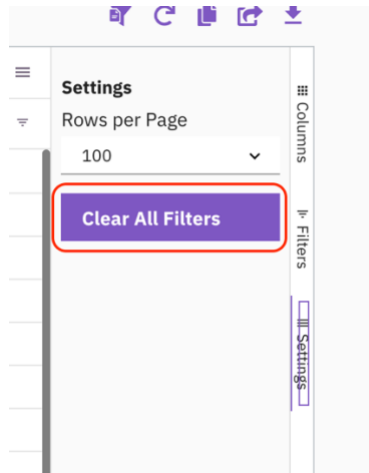 Settings
Rows per Page
100
Clear All Filters
Columns
Filters
Settings